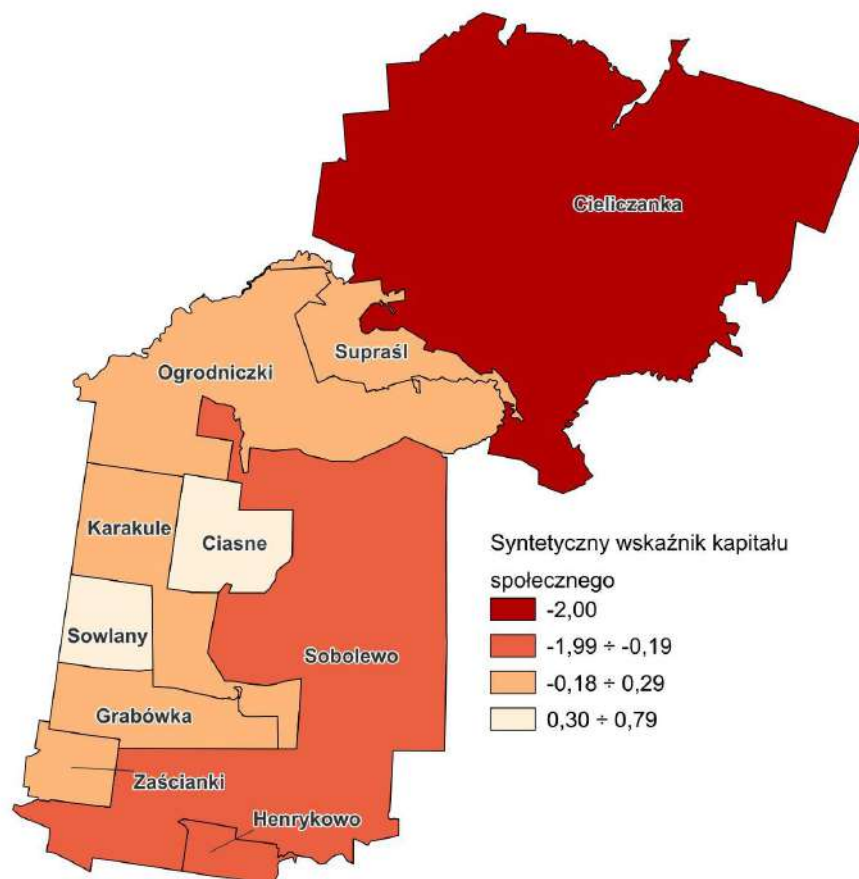 Cieliczanka
Supraśl
Ogrodniczki
Karakule
Ciasne
Sowlany
Sobolewo
Grabówka
Zaścianki
Henrykowo
Syntetyczny wskaźnik kapitału
społecznego
-2,00
-1,99 ÷ -0,19
-0,18 ÷ 0,29
0,30 ÷ 0,79